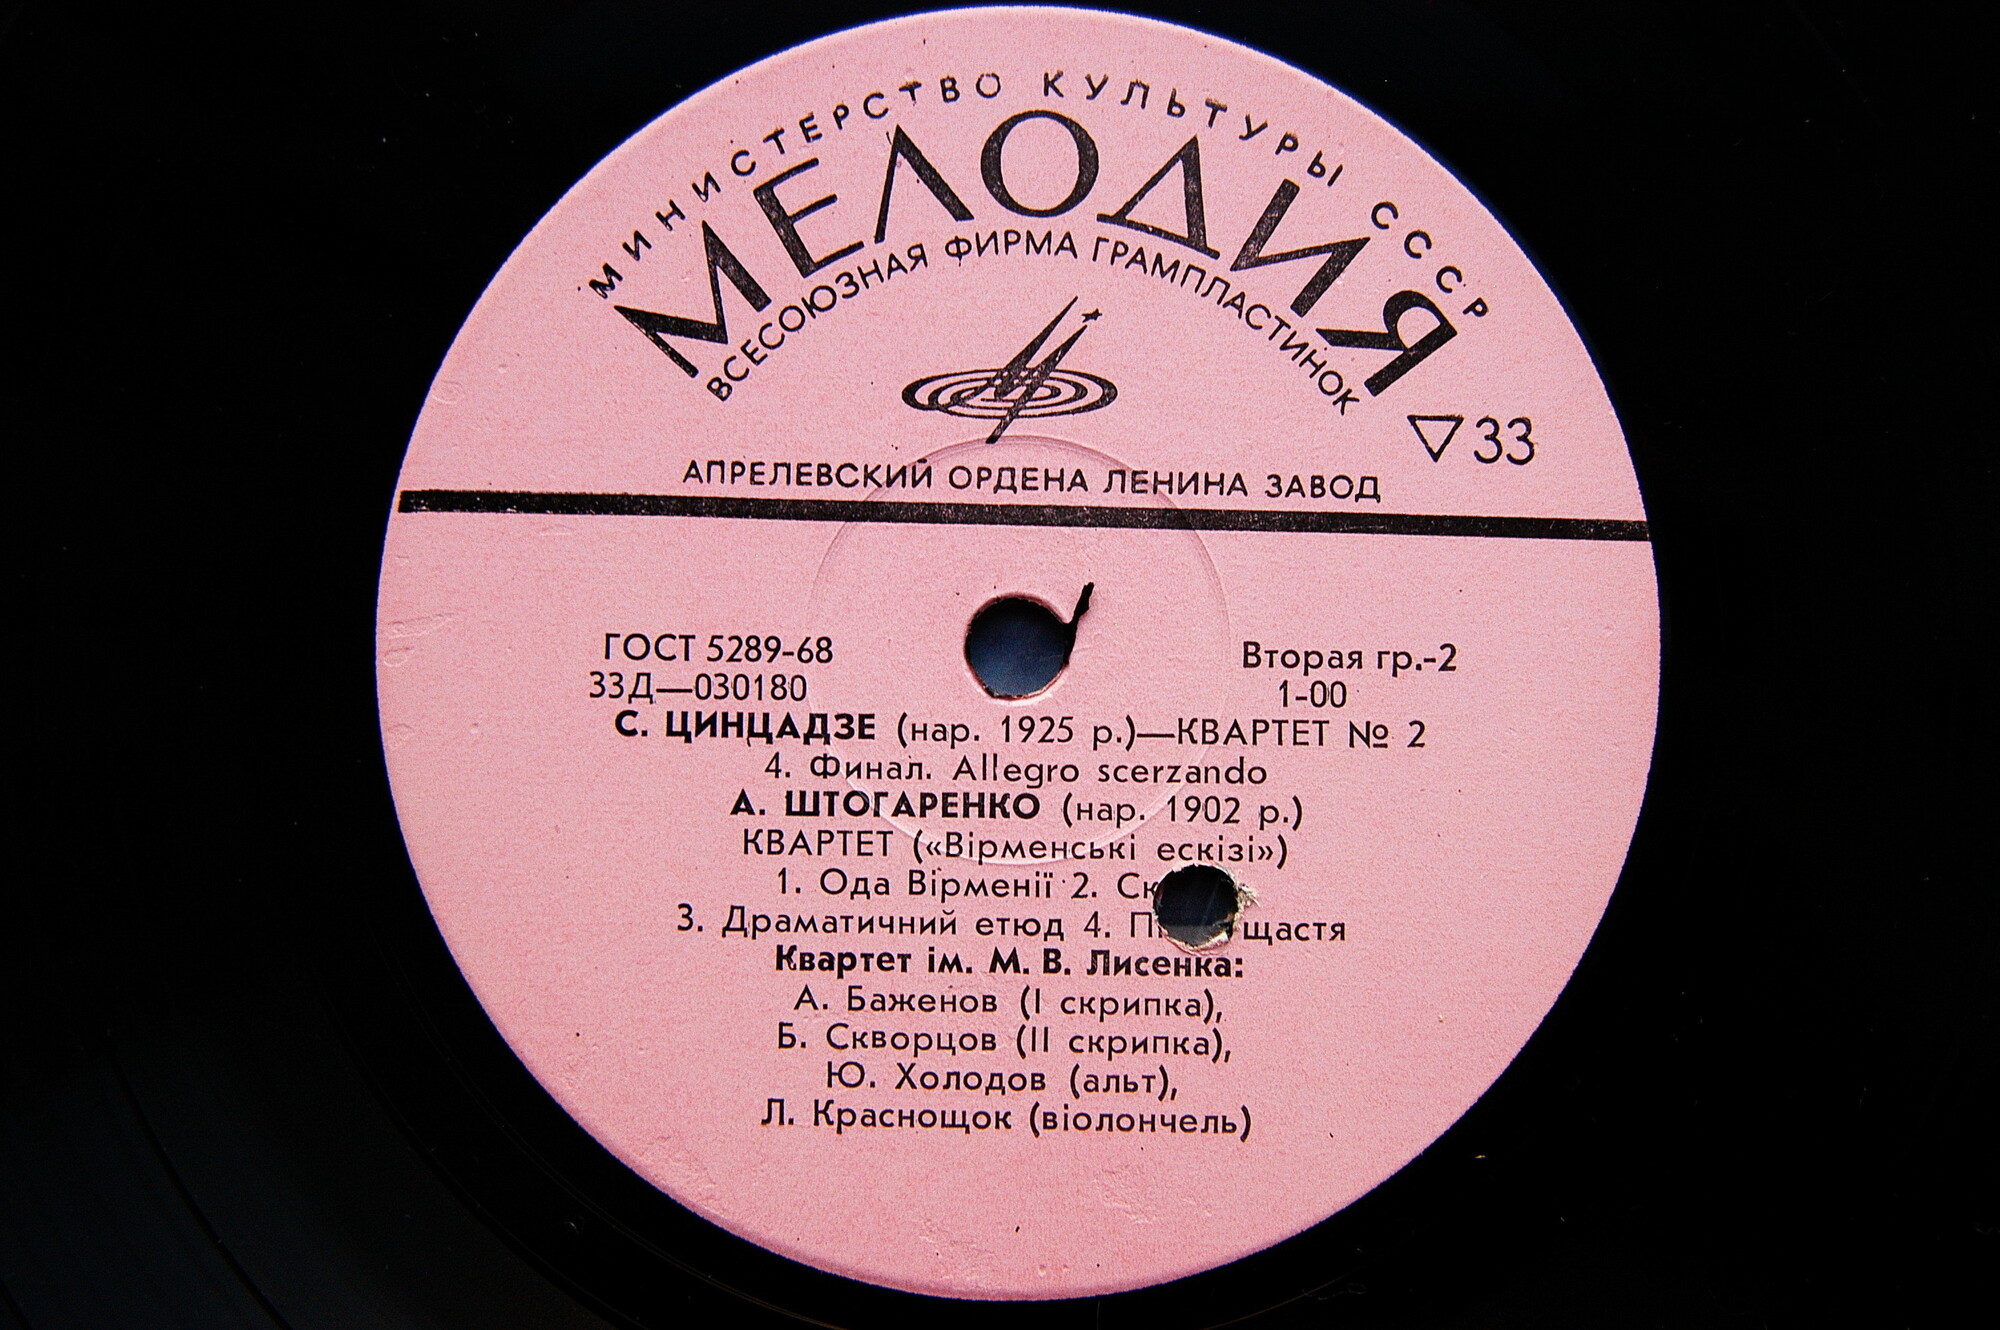 МИНИСТЕРСТВО КУЛЬТУРЫ СССР
МЕЛОДИЯ
ВСЕСОЮЗНАЯ ФИРМА ГРАМПЛАСТИНОК
33
АПРЕЛЕВСКИЙ ОРДЕНА ЛЕНИНА ЗАВОД
ГОСТ 5289-68
Вторая гр.-2
33Д—030180
1-00
С. ЦИНЦАДЗЕ (нар. 1925 р.)—КВАРТЕТ № 2
4. Финал. Allegro scerzando
А. ШТОГАРЕНКО (нар. 1902 р.)
КВАРТЕТ («Вірменські ескізі»)
1. Ода Вірменії 2.
3. Драматичний етюд 4. щастя
Квартет ім. М. В. Лисенка:
А. Баженов (I скрипка),
Б. Скворцов (II скрипка),
Ю. Холодов (альт),
Л. Краснощок (віолончель)